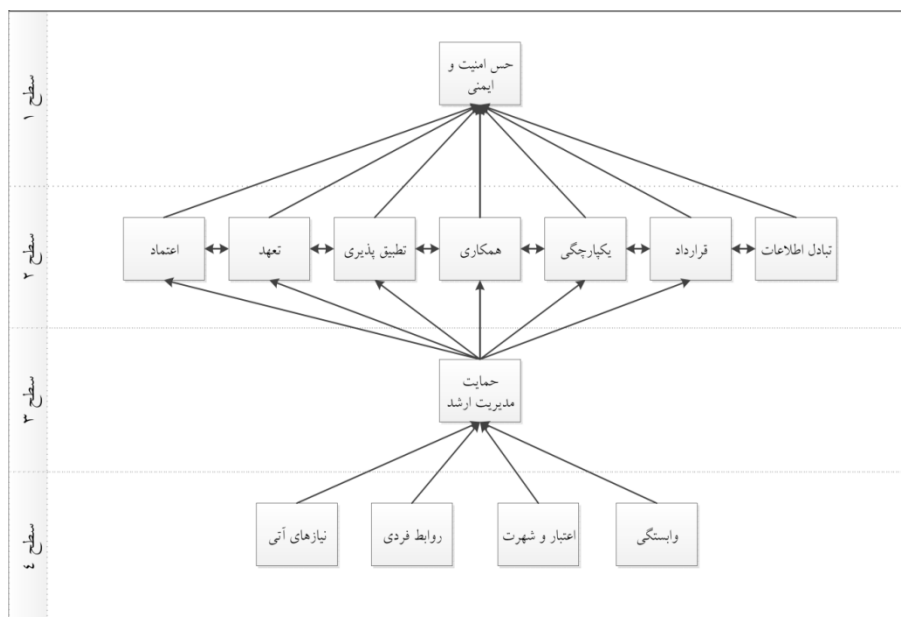 سطح ۱
حس امنیت و
ایمنی
سطح ۲
تبادل اطلاعات
قرارداد
یکپارچگی
همکاری
تطبیق پذیری
تعهد
اعتماد
سطح ۳
حمایت
مدیریت ارشد
سطح ٤
وابستگی
اعتبار و شهرت
روابط فردی
نیازهای آتی